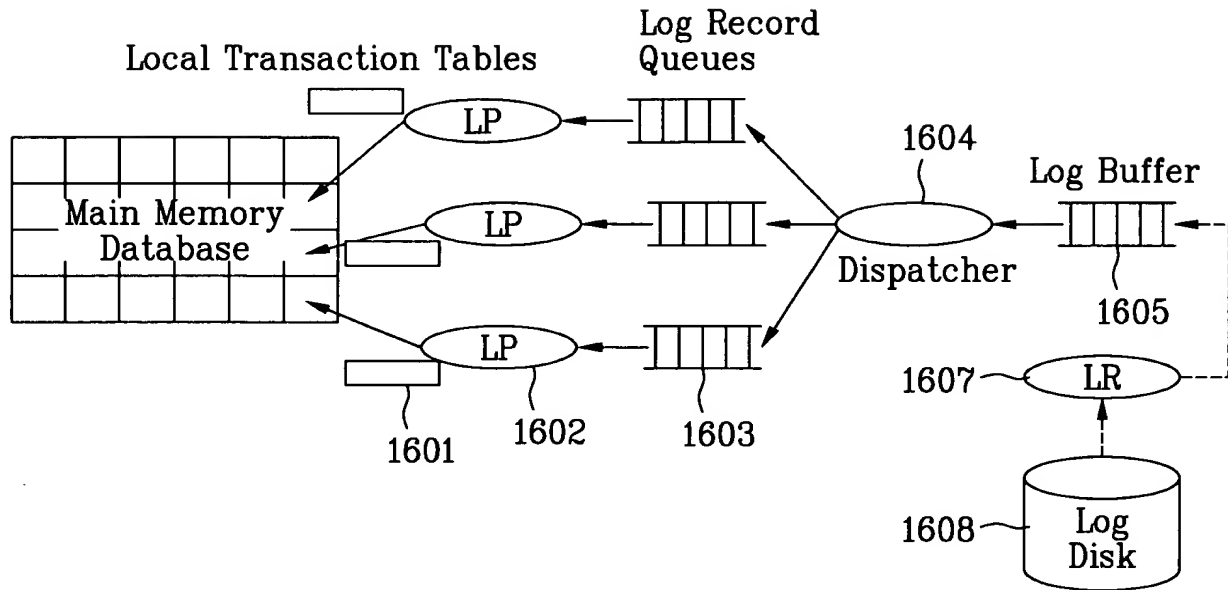 Local Transaction Tables
Log Record
Queues
LP
1604
Log Buffer
Main Memory
Database
LP
Dispatcher
1605
LP
1607
LR
1601
1602
1603
1608
Log
Disk